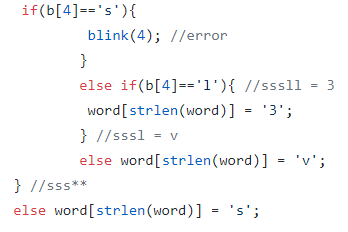 if(b[4]=='s'){
blink(4); //error
}
else if(b[4]=='l'){ //sssll = 3
word[strlen(word)] = '3';
} //sssl = v
else word[strlen(word)] = 'v';
} //sss**
else word[strlen(word)] = 's';